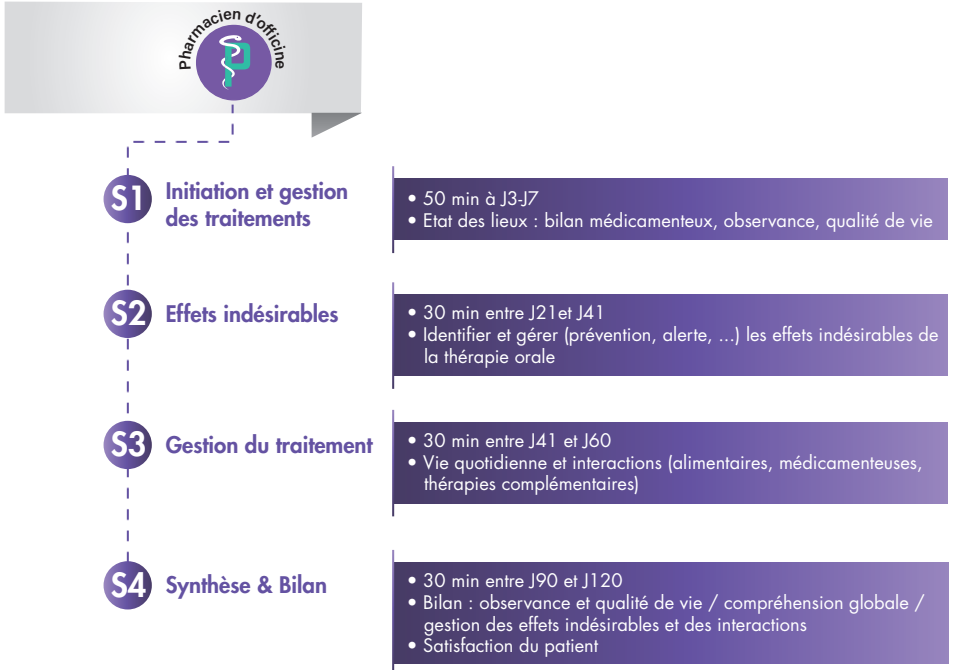 Pharmacien d'officine
P
S1
Initiation et gestion
des traitements
• 50 min à J3-J7
• Etat des lieux : bilan médicamenteux, observance, qualité de vie
S2
Effets indésirables
• 30 min entre J21et J41
• Identifier et gérer (prévention, alerte, ...) les effets indésirables de
la thérapie orale
S3
Gestion du traitement
• 30 min entre J41 et J60
• Vie quotidienne et interactions (alimentaires, médicamenteuses,
thérapies complémentaires)
S4
Synthèse & Bilan
• 30 min entre J90 et J120
• Bilan : observance et qualité de vie / compréhension globale /
gestion des effets indésirables et des interactions
• Satisfaction du patient